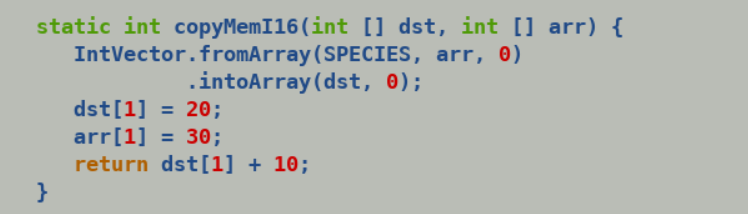 static int copyMemI16(int [] dst, int [] arr) {
IntVector.fromArray(SPECIES, arr, 0)
.intoArray(dst, 0);
dst[1] = 20;
arr[1] = 30;
return dst[1] + 10;
}